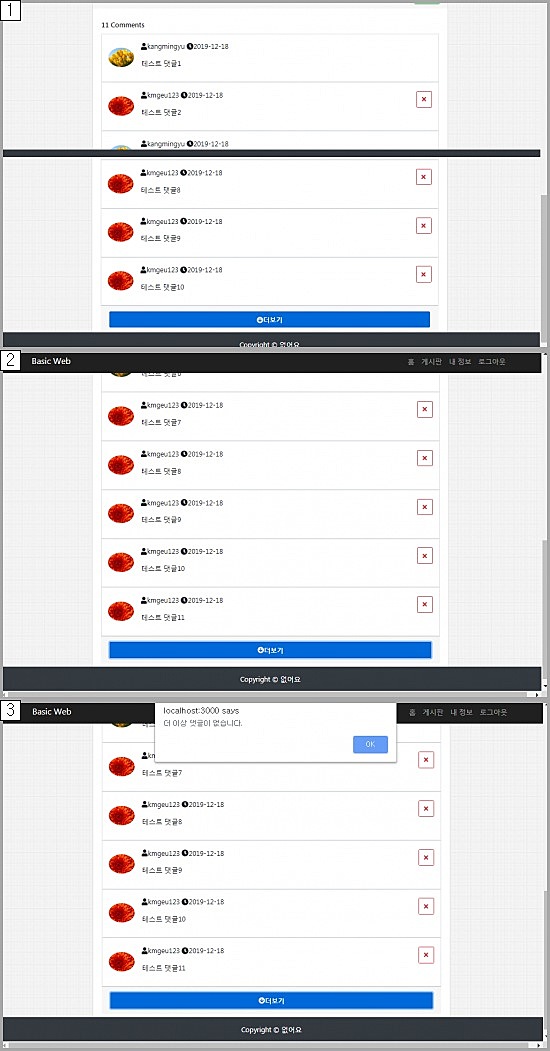 1
11 Comments
kangmingyu 2019-12-18
테스트 댓글1
kmgeu123 2019-12-18
테스트 댓글2
kangmingyu 2019-12-18
kmgeu123 2019-12-18
테스트 댓글8
kmgeu123 2019-12-18
테스트 댓글9
kmgeu123 2019-12-18
테스트 댓글10
더보기
Copyright © 없어요
2
Basic Web 홈 게시판 내 정보 로그아웃
테스트 댓글6
kmgeu123 2019-12-18
테스트 댓글7
kmgeu123 2019-12-18
테스트 댓글8
kmgeu123 2019-12-18
테스트 댓글9
kmgeu123 2019-12-18
테스트 댓글10
kmgeu123 2019-12-18
테스트 댓글11
더보기
Copyright © 없어요
3
Basic Web 홈 게시판 내 정보 로그아웃
localhost:3000 says
더 이상 댓글이 없습니다.
OK
km
테스트 댓글7
kmgeu123 2019-12-18
테스트 댓글8
kmgeu123 2019-12-18
테스트 댓글9
kmgeu123 2019-12-18
테스트 댓글10
kmgeu123 2019-12-18
테스트 댓글11
더보기
Copyright © 없어요